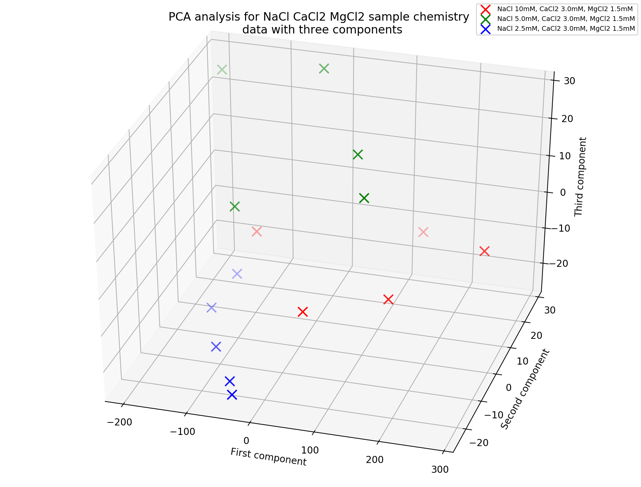 PCA analysis for NaCl CaCl2 MgCl2 sample chemistry
data with three components
NaCl 10mM, CaCl2 3.0mM, MgCl2 1.5mM
NaCl 5.0mM, CaCl2 3.0mM, MgCl2 1.5mM
NaCl 2.5mM, CaCl2 3.0mM, MgCl2 1.5mM
30
20
10
0
−10
−20
Third component
30
20
10
0
−10
−20
Second component
−200
−100
0
100
200
300
First component